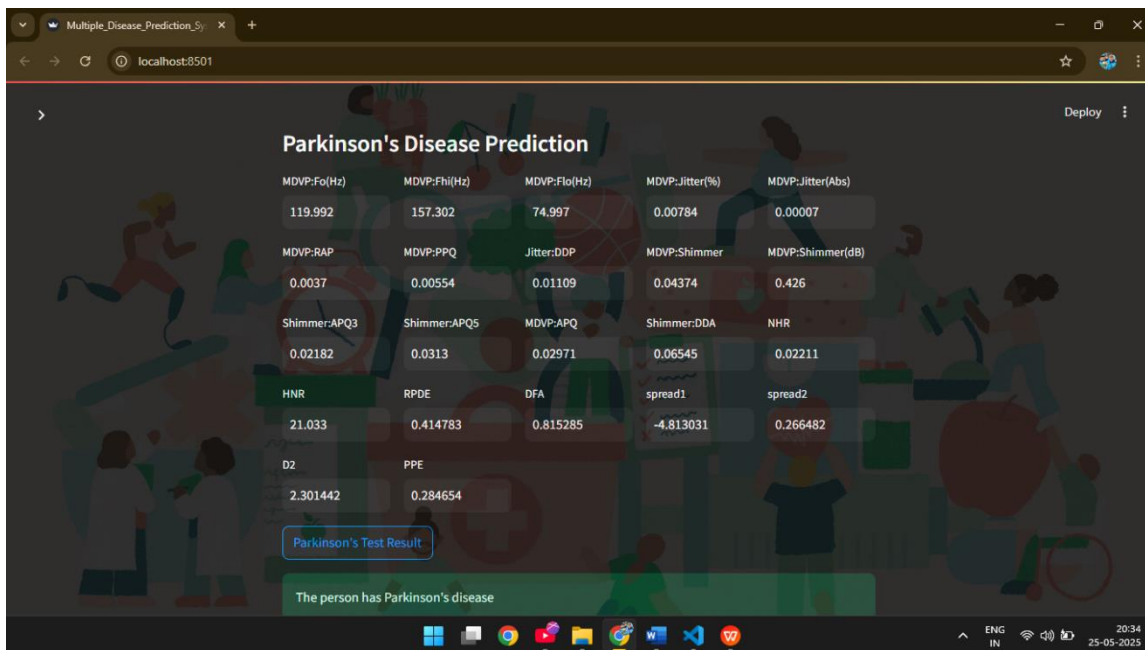 Multiple_Disease_Prediction_Sy
localhost:8501
Deploy
Parkinson's Disease Prediction
MDVP:Fo(Hz) MDVP:Fhi(Hz) MDVP:Flo(Hz) MDVP:Jitter(%) MDVP:Jitter(Abs)
119.992 157.302 74.997 0.00784 0.00007
MDVP:RAP MDVP:PPQ Jitter:DDP MDVP:Shimmer MDVP:Shimmer(dB)
0.0037 0.00554 0.01109 0.04374 0.426
Shimmer:APQ3 Shimmer:APQ5 MDVP:APQ Shimmer:DDA NHR
0.02182 0.0313 0.02971 0.06545 0.02211
HNR RPDE DFA spread1 spread2
21.033 0.414783 0.815285 -4.813031 0.266482
D2 PPE
2.301442 0.284654
Parkinson's Test Result
The person has Parkinson's disease
ENG 20:34
IN 25-05-2025